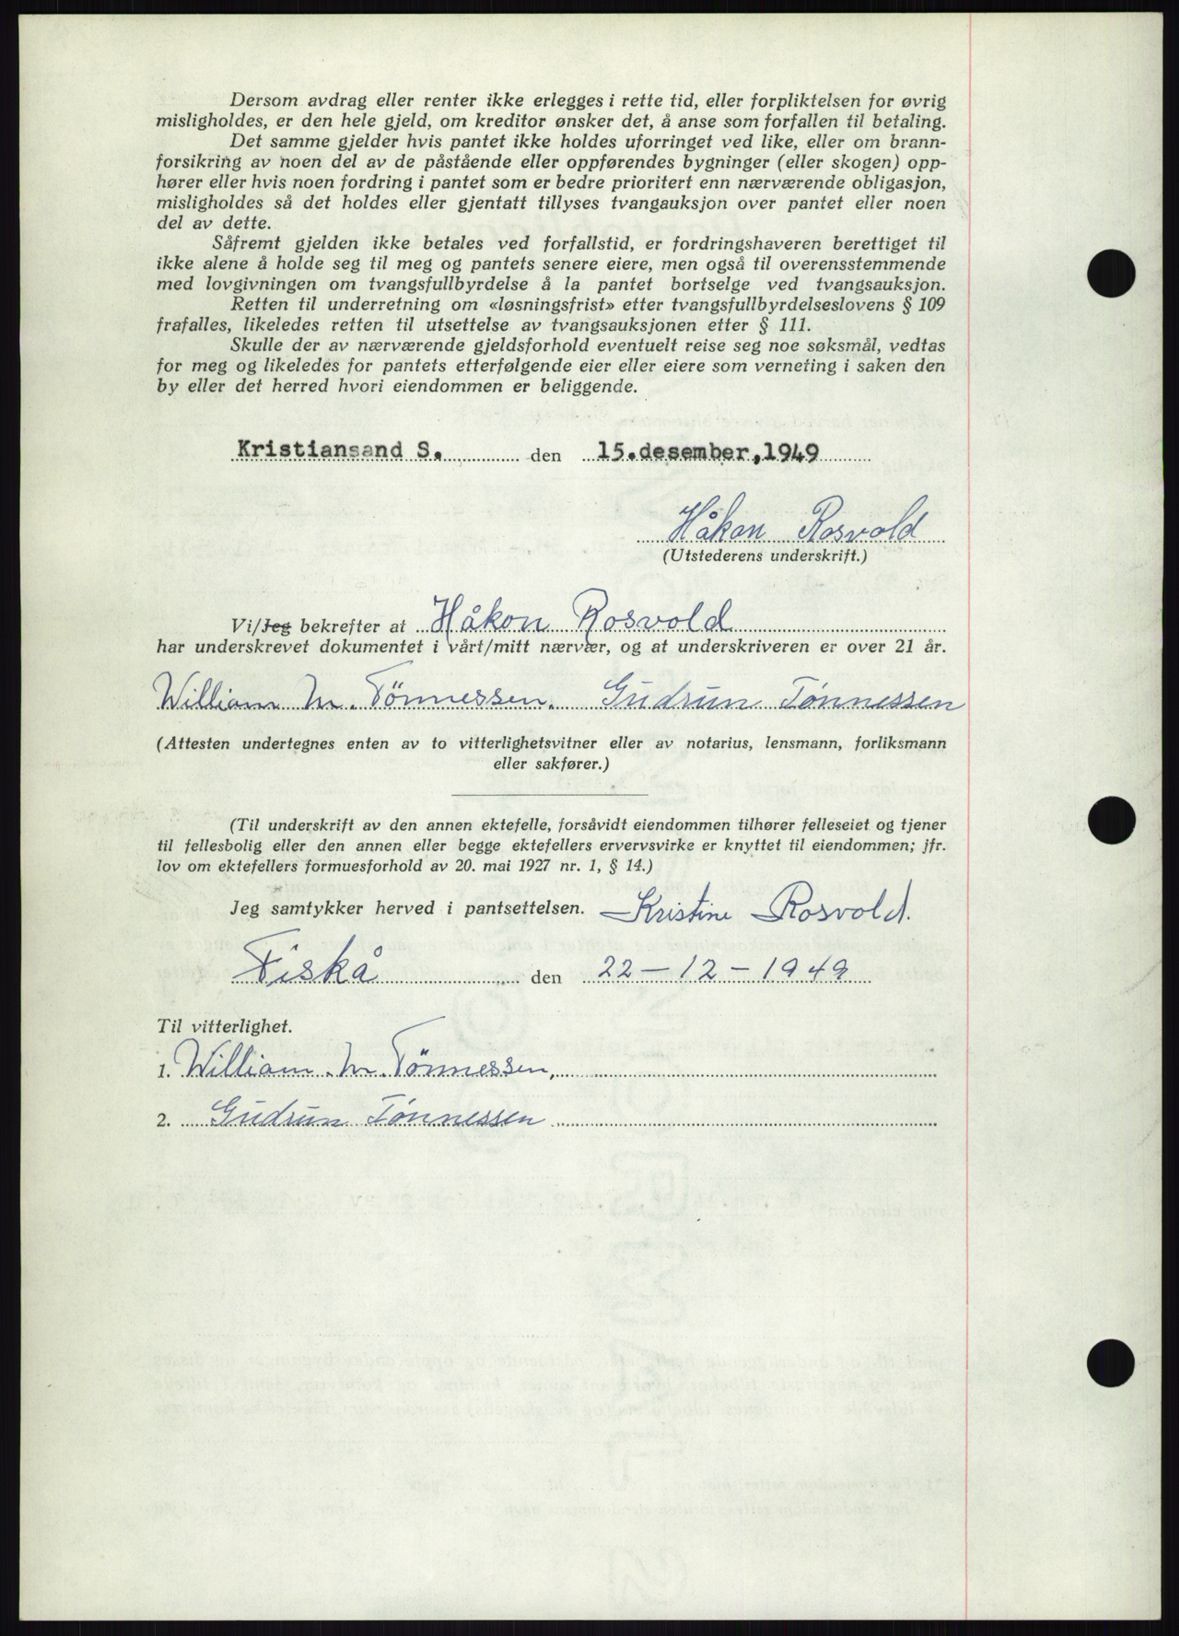 Dersom avdrag eller renter ikke erlegges i rette tid, eller forpliktelsen for øvrig
misligholdes, er den hele gjeld, om kreditor ønsker det, å anse som forfallen til betaling.
Det samme gjelder hvis pantet ikke holdes uforringet ved like, eller om brann-
forsikring av noen del av de påstående eller oppførendes bygninger (eller skogen) opp-
hører eller hvis noen fordring i pantet som er bedre prioritert enn nærværende obligasjon,
misligholdes så det holdes eller gjentatt tillyses tvangauksjon over pantet eller noen
del av dette.
Såfremt gjelden ikke betales ved forfallstid, er fordringshaveren berettiget til
ikke alene å holde seg til meg og pantets senere eiere, men også til overensstemmende
med lovgivningen om tvangsfullbyrdelse å la pantet bortselge ved tvangsauksjon.
Retten til underretning om «løsningsfrist» etter tvangsfullbyrdelseslovens § 109
frafalles, likeledes retten til utsettelse av tvangsauksjonen etter § 111.
Skulle der av nærværende gjeldsforhold eventuelt reise seg noe søksmål, vedtas
for meg og likeledes for pantets etterfølgende eier eller eiere som verneting i saken den
by eller det herred hvori eiendommen er beliggende.
Kristiansand S. den 15.desember,1949
Håkon Rosvold
(Utstederens underskrift.)
Vi/Jeg bekrefter at Håkon Rosvold
har underskrevet dokumentet i vårt/mitt nærvær, og at underskriveren er over 21 år.
William M. Tönnessen. Gudrun Tönnessen
(Attesten undertegnes enten av to vitterlighetsvitner eller av notarius, lensmann, forliksmann
eller sakfører.)
(Til underskrift av den annen ektefelle, forsåvidt eiendommen tilhører felleseiet og tjener
til fellesbolig eller den annen eller begge ektefellers ervervsvirke er knyttet til eiendommen; jfr.
lov om ektefellers formuesforhold av 20. mai 1927 nr. 1, § 14.)
Jeg samtykker herved i pantsettelsen. Kristine Rosvold.
Fiskå den 22-12-1949
Til vitterlighet.
1. William M. Tönnessen,
2. Gudrun Tönnessen